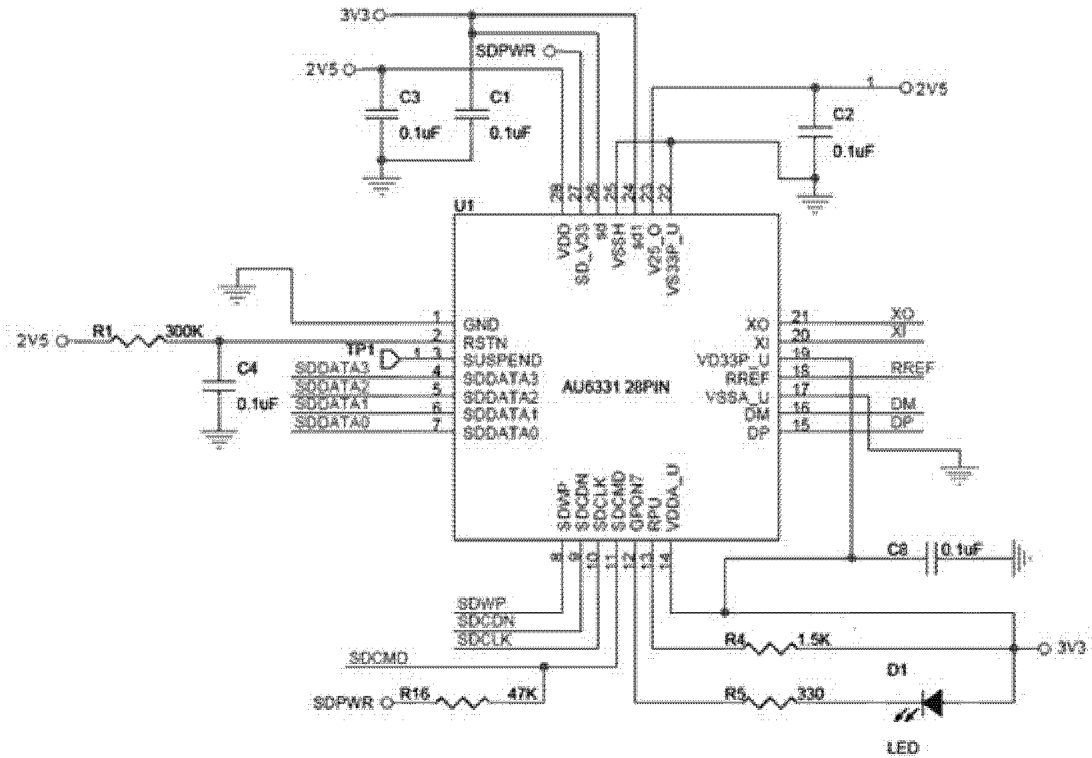 3V3
SDPWR
2V5
C3
0.1uF
C1
0.1uF
1
2V5
C2
0.1uF
28 27 26 25 24 23 22
U1
VDD
SD_V33
sd
VSSH
sd1
V25_O
VS33P_U
1 GND
2 RSTN
3 SUSPEND
4 SDDATA3
5 SDDATA2
6 SDDATA1
7 SDDATA0
2V5
R1 300K
TP1 1
C4
0.1uF
SDDATA3
SDDATA2
SDDATA1
SDDATA0
AU6331 28PIN
XO 21 XO
XI 20 XI
VD33P_U 19
RREF 18 RREF
VSSA_U 17
DM 16 DM
DP 15 DP
SDWP
SDCDN
SDCLK
SDCMD
GPON7
RPU
VDDA_U
8 9 10 11 12 13 14
C8 0.1uF
SDWP
SDCDN
SDCLK
SDCMD
SDPWR
R16 47K
R4 1.5K
3V3
D1
R5 330
LED